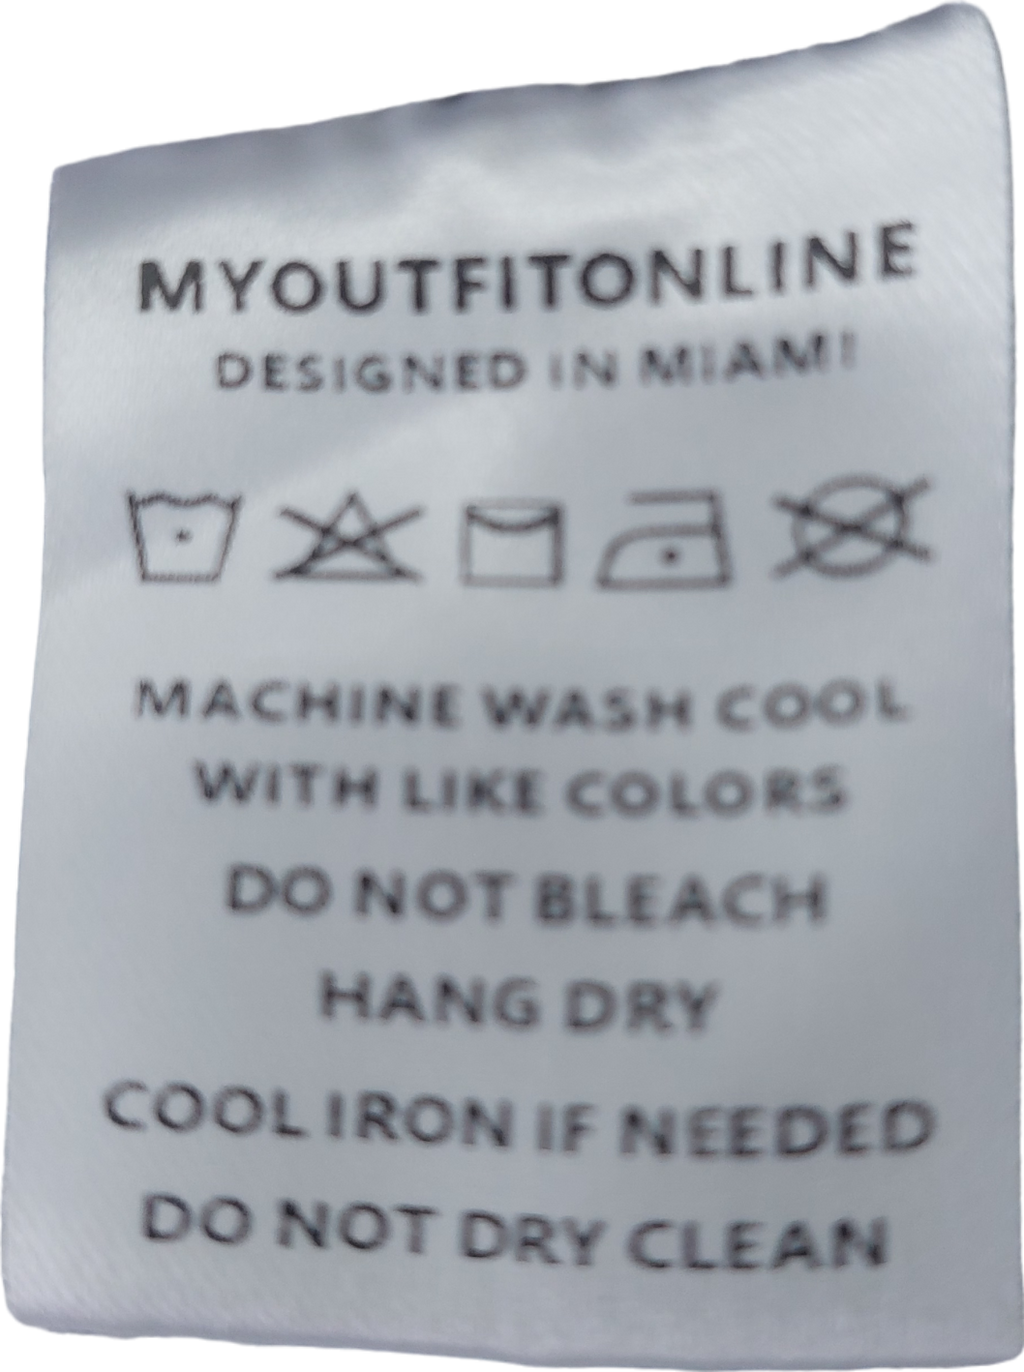 MYOUTFITONLINE
DESIGNED IN MIAMI
MACHINE WASH COOL
WITH LIKE COLORS
DO NOT BLEACH
HANG DRY
COOL IRON IF NEEDED
DO NOT DRY CLEAN